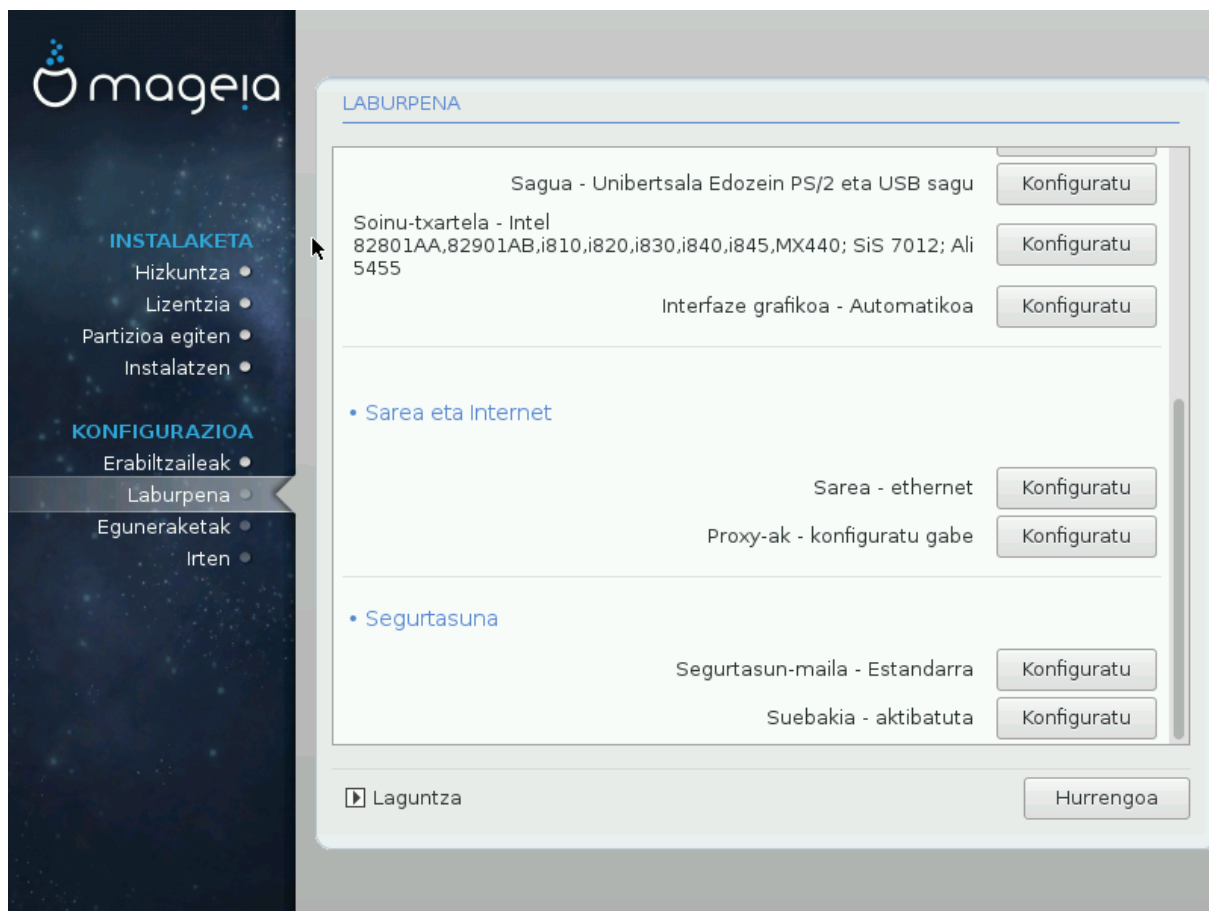 mageia
INSTALAKETA
Hizkuntza
Lizentzia
Partizioa egiten
Instalatzen
KONFIGURAZIOA
Erabiltzaileak
Laburpena
Eguneraketak
Irten
LABURPENA
Sagua - Unibertsala Edozein PS/2 eta USB sagu Konfiguratu
Soinu-txartela - Intel
82801AA,82901AB,i810,i820,i830,i840,i845,MX440; SiS 7012; Ali Konfiguratu
5455
Interfaze grafikoa - Automatikoa Konfiguratu
• Sarea eta Internet
Sarea - ethernet Konfiguratu
Proxy-ak - konfiguratu gabe Konfiguratu
• Segurtasuna
Segurtasun-maila - Estandarra Konfiguratu
Suebakia - aktibatuta Konfiguratu
Laguntza Hurrengoa